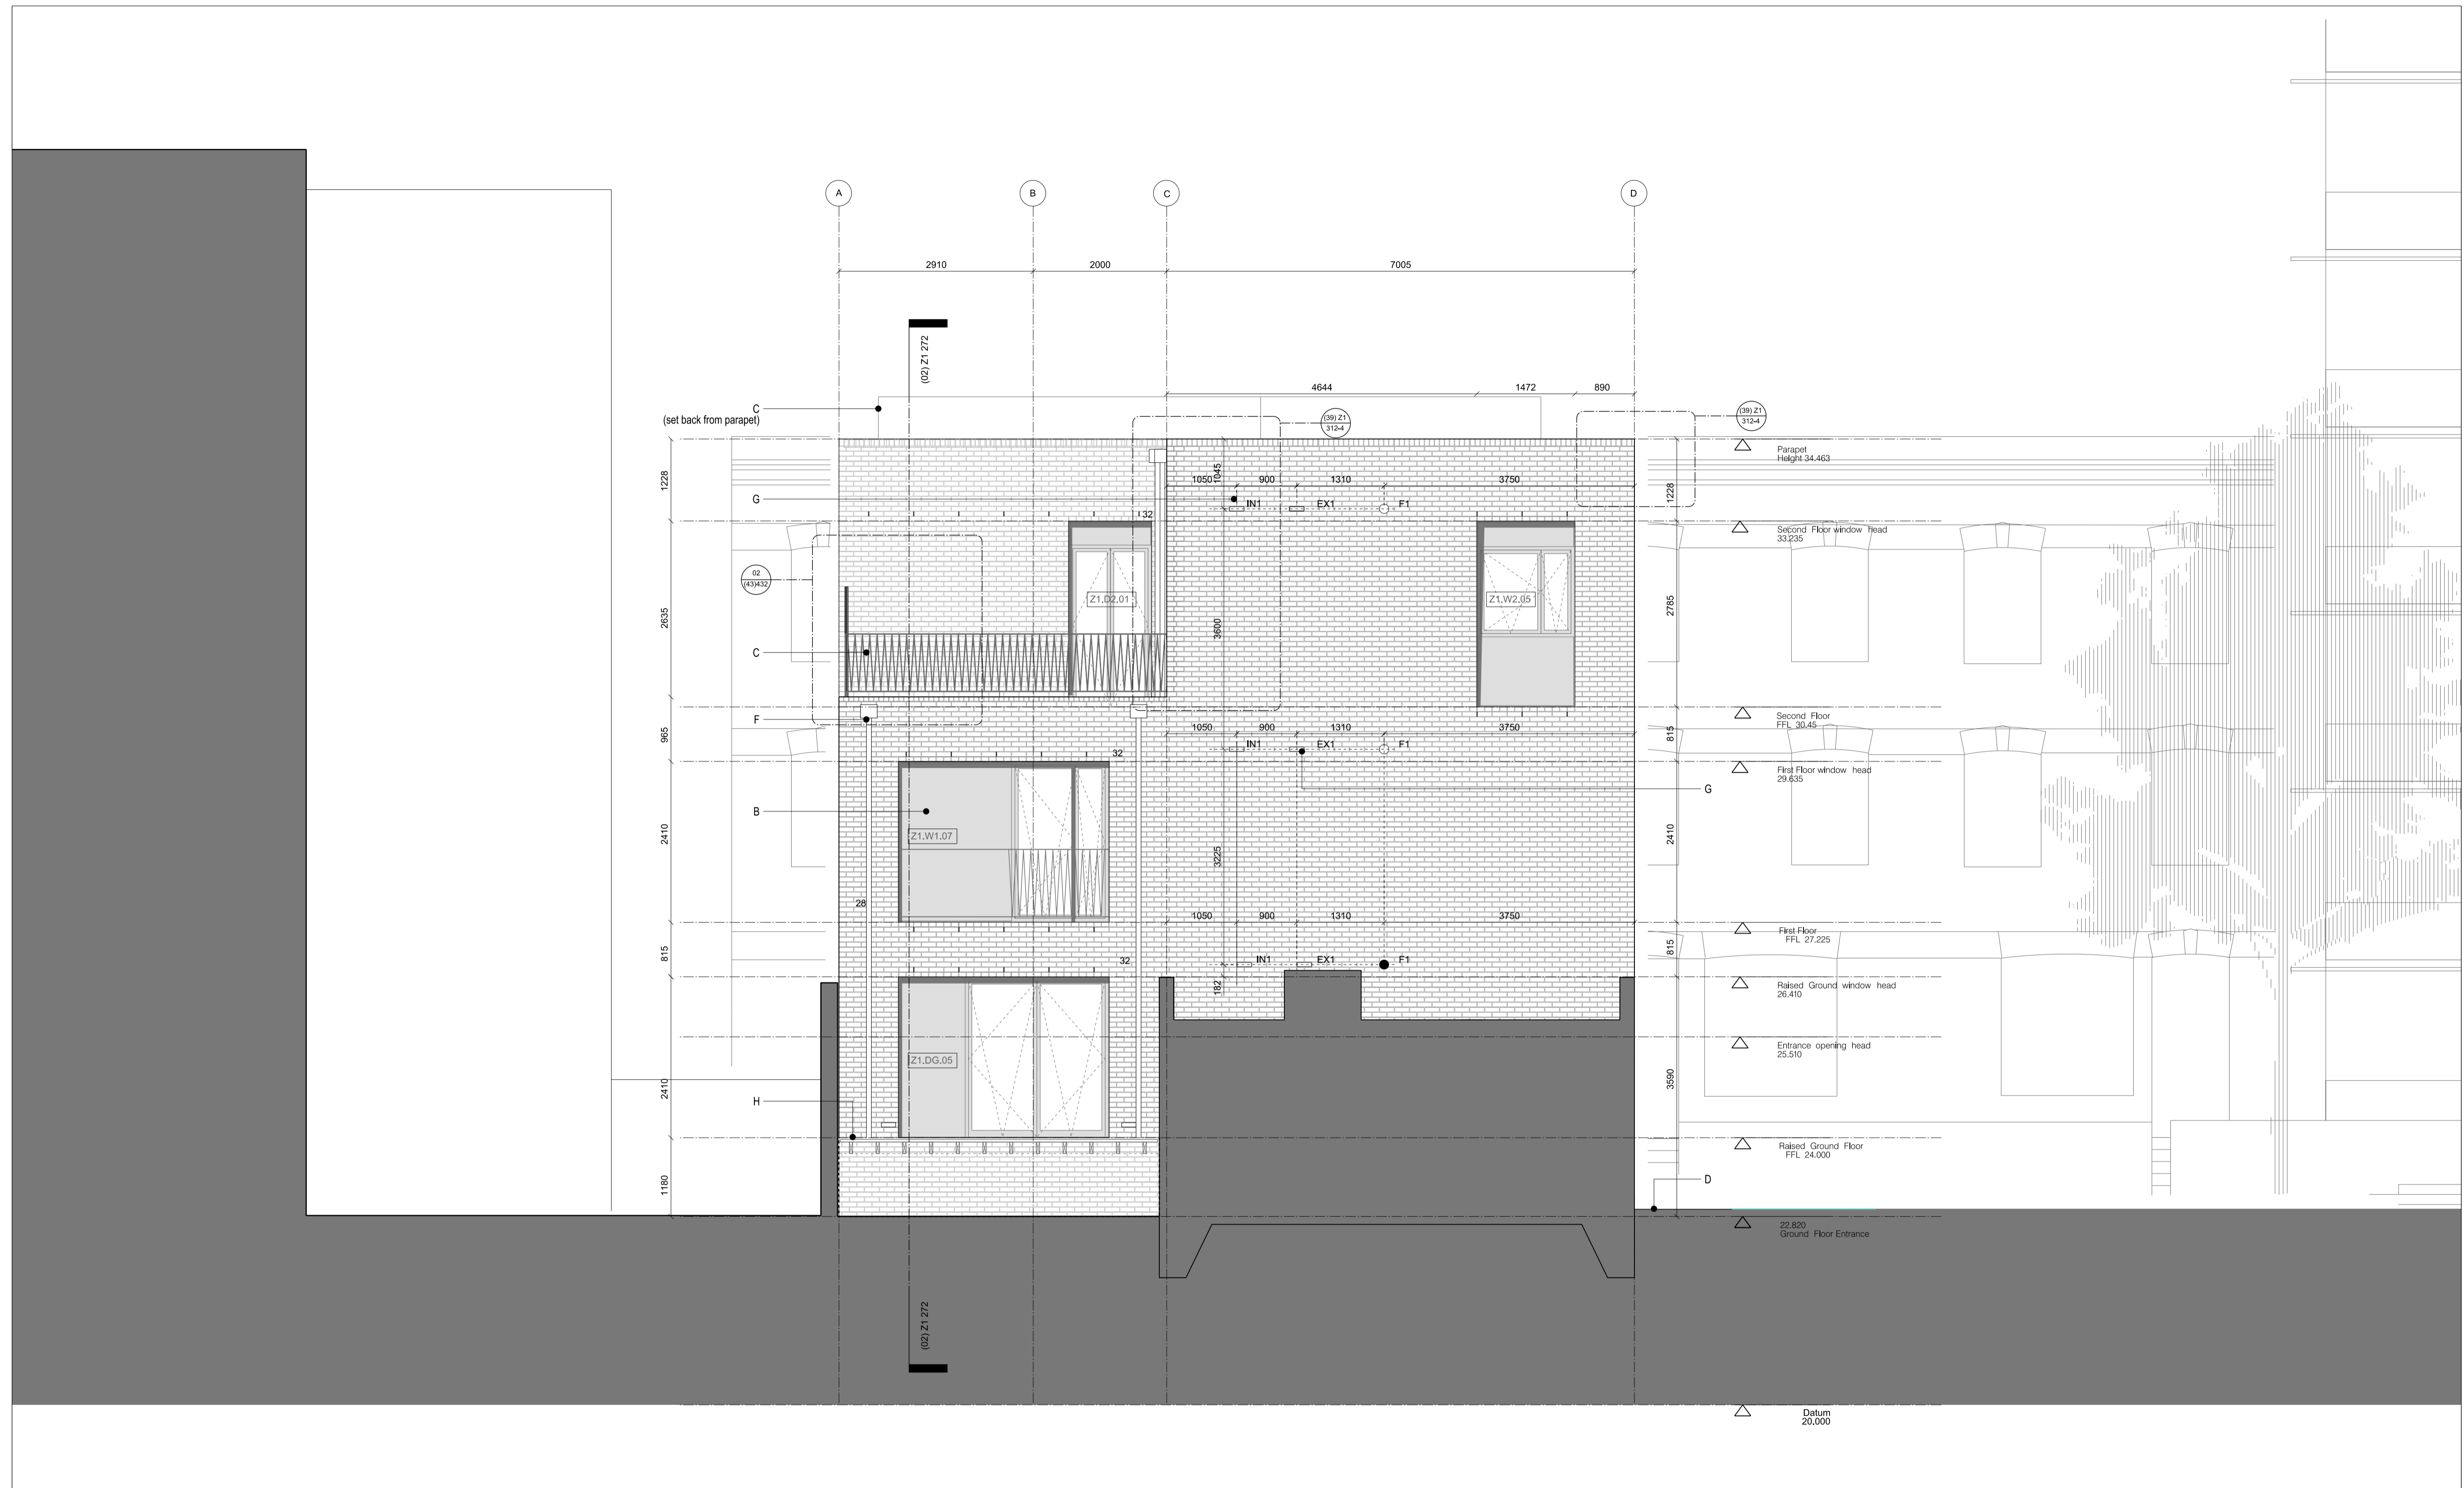 A
B
C
D
2910
2000
7005
(02) Z1 272
4644
1472
890
C
(set back from parapet)
(39) Z1
312-4
(39) Z1
312-4
Parapet
Height 34.463
1228
1045
1050
900
1310
3750
1228
G
IN1
EX1
F1
32
Second Floor window head
33.235
02
(43)432
Z1.D2.01
Z1.W2.05
2635
3600
2785
C
F
Second Floor
FFL 30.45
965
1050
900
1310
3750
815
IN1
EX1
F1
32
First Floor window head
29.635
G
B
Z1.W1.07
2410
3225
2410
28
1050
900
1310
3750
First Floor
FFL 27.225
815
815
32
IN1
EX1
F1
182
Raised Ground window head
26.410
Entrance opening head
25.510
Z1.DG.05
2410
3590
H
Raised Ground Floor
FFL 24.000
1180
D
22.820
Ground Floor Entrance
(02) Z1 272
Datum
20.000